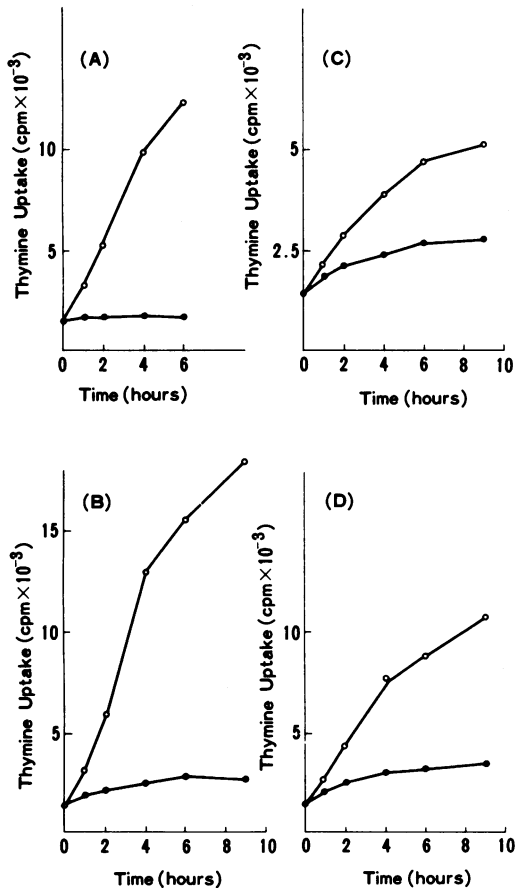 (A)
Thymine Uptake (cpm×10⁻³)
10
5
0 2 4 6
Time (hours)
(C)
Thymine Uptake (cpm×10⁻³)
5
2.5
0 2 4 6 8 10
Time (hours)
(B)
Thymine Uptake (cpm×10⁻³)
15
10
5
0 2 4 6 8 10
Time (hours)
(D)
Thymine Uptake (cpm×10⁻³)
10
5
0 2 4 6 8 10
Time (hours)